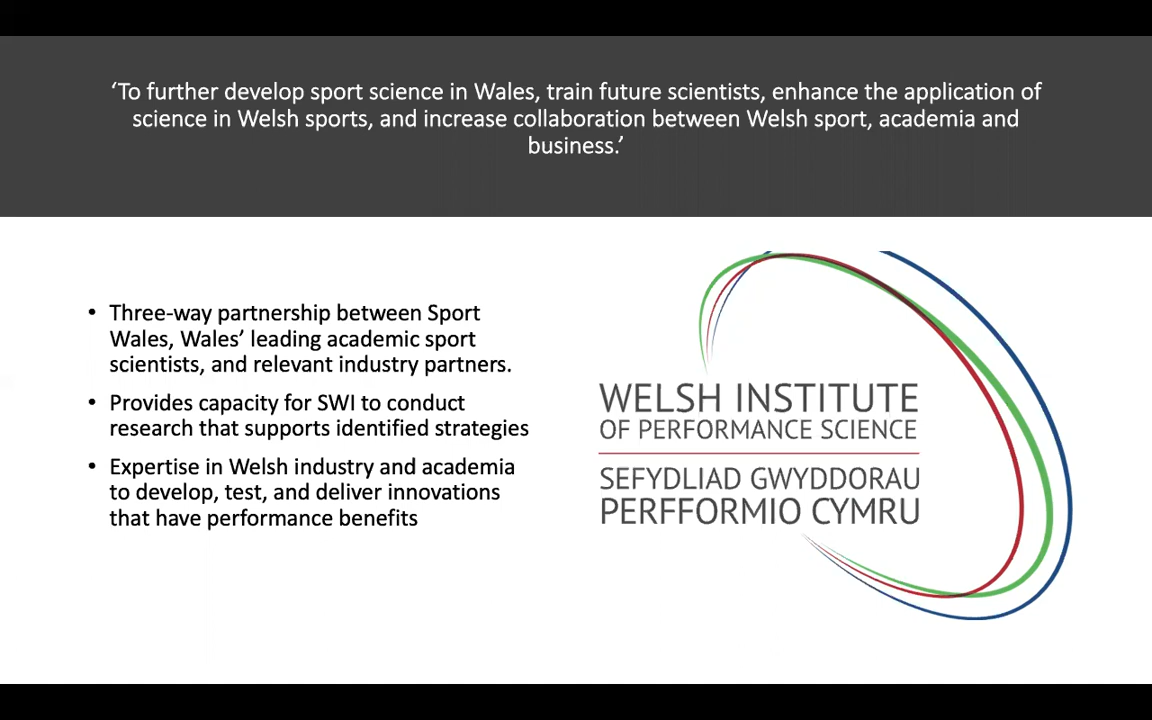 ‘To further develop sport science in Wales, train future scientists, enhance the application of
science in Welsh sports, and increase collaboration between Welsh sport, academia and
business.’
• Three-way partnership between Sport
Wales, Wales’ leading academic sport
scientists, and relevant industry partners.
• Provides capacity for SWI to conduct
research that supports identified strategies
• Expertise in Welsh industry and academia
to develop, test, and deliver innovations
that have performance benefits
WELSH INSTITUTE
OF PERFORMANCE SCIENCE
SEFYDLIAD GWYDDORAU
PERFFORMIO CYMRU